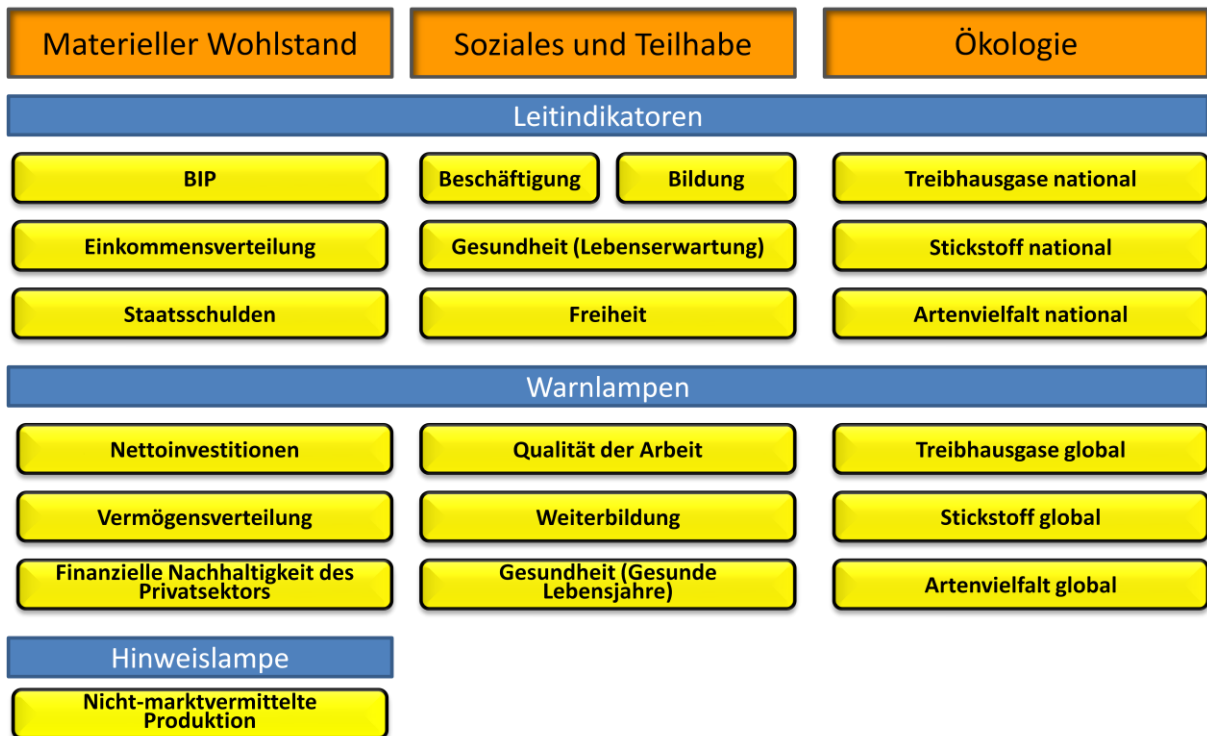 Materieller Wohlstand
Soziales und Teilhabe
Ökologie
Leitindikatoren
BIP
Beschäftigung
Bildung
Treibhausgase national
Einkommensverteilung
Gesundheit (Lebenserwartung)
Stickstoff national
Staatsschulden
Freiheit
Artenvielfalt national
Warnlampen
Nettoinvestitionen
Qualität der Arbeit
Treibhausgase global
Vermögensverteilung
Weiterbildung
Stickstoff global
Finanzielle Nachhaltigkeit des
Privatsektors
Gesundheit (Gesunde
Lebensjahre)
Artenvielfalt global
Hinweislampe
Nicht-marktvermittelte
Produktion